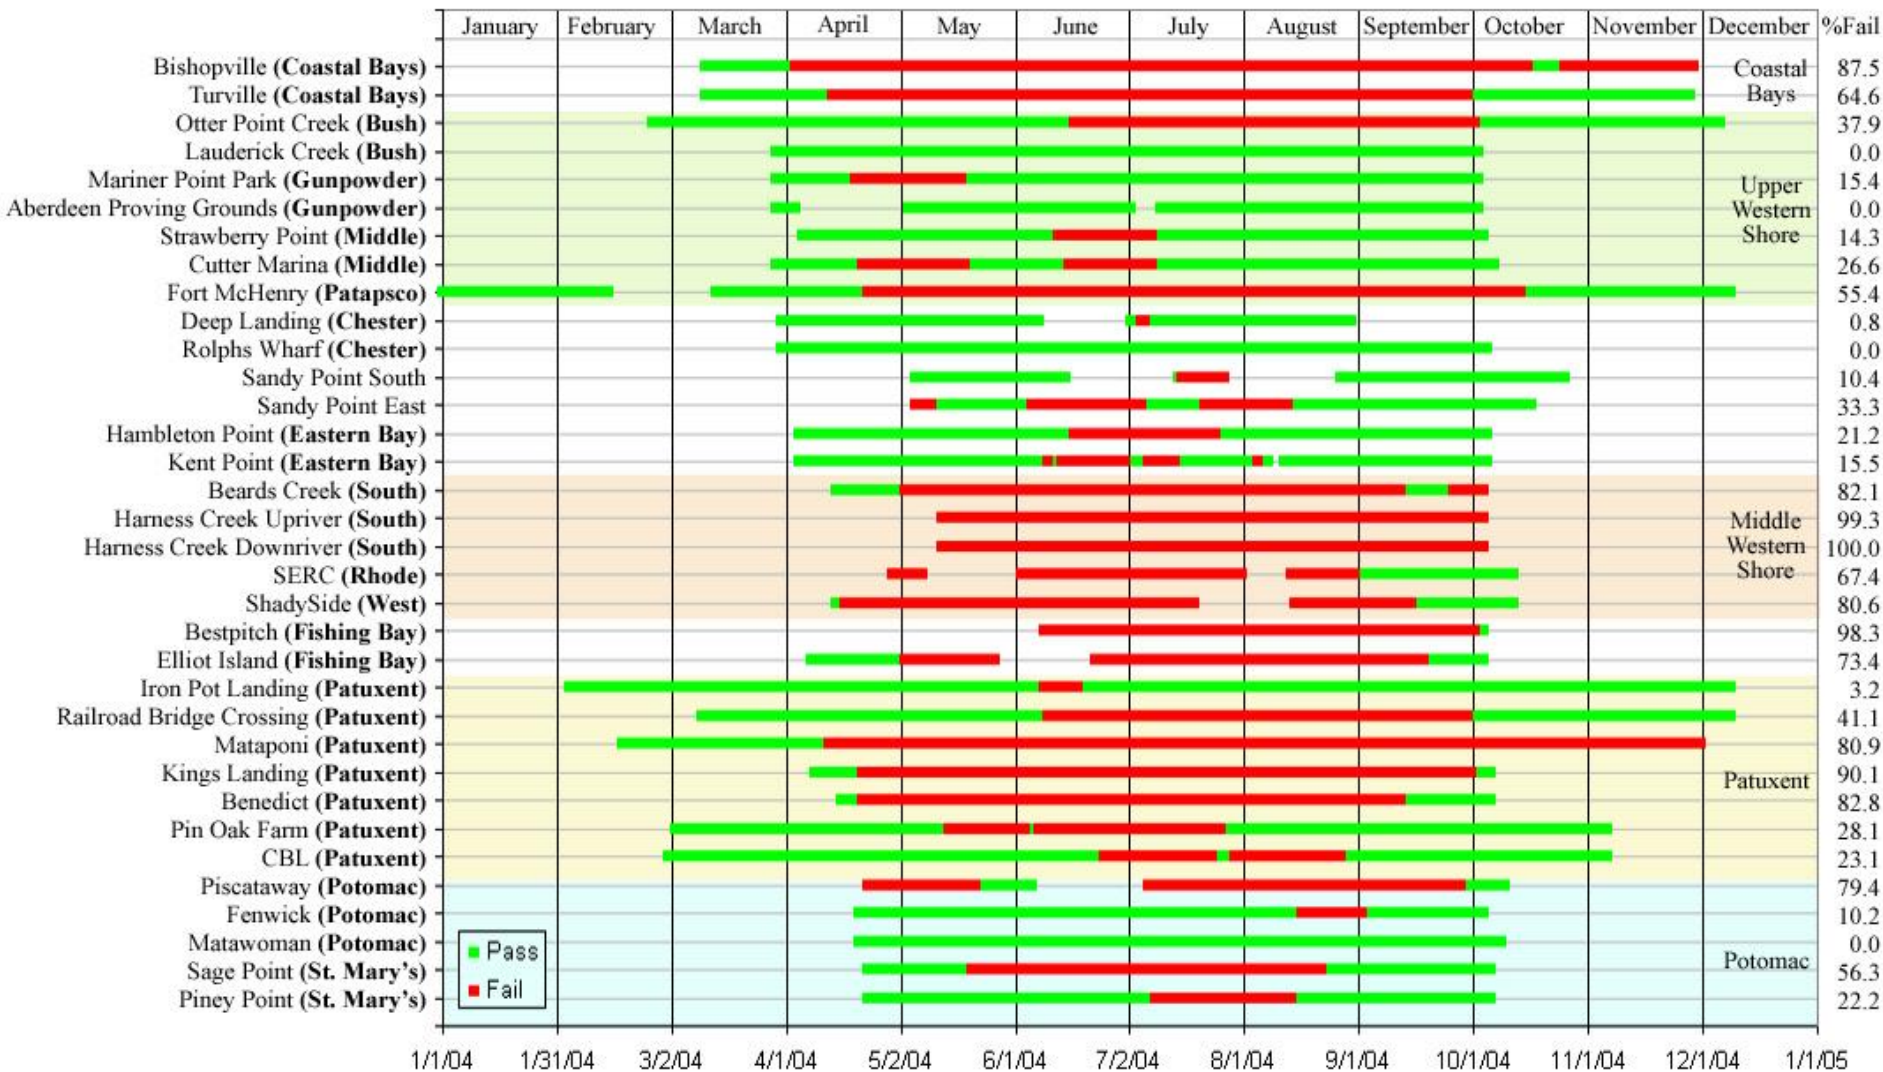 January February March April May June July August September October November December %Fail
Bishopville (Coastal Bays) 87.5
Turville (Coastal Bays) 64.6
Coastal
Bays
Otter Point Creek (Bush) 37.9
Lauderick Creek (Bush) 0.0
Mariner Point Park (Gunpowder) 15.4
Aberdeen Proving Grounds (Gunpowder) 0.0
Strawberry Point (Middle) 14.3
Cutter Marina (Middle) 26.6
Fort McHenry (Patapsco) 55.4
Upper
Western
Shore
Deep Landing (Chester) 0.8
Rolphs Wharf (Chester) 0.0
Sandy Point South 10.4
Sandy Point East 33.3
Hambleton Point (Eastern Bay) 21.2
Kent Point (Eastern Bay) 15.5
Beards Creek (South) 82.1
Harness Creek Upriver (South) 99.3
Harness Creek Downriver (South) 100.0
SERC (Rhode) 67.4
ShadySide (West) 80.6
Middle
Western
Shore
Bestpitch (Fishing Bay) 98.3
Elliot Island (Fishing Bay) 73.4
Iron Pot Landing (Patuxent) 3.2
Railroad Bridge Crossing (Patuxent) 41.1
Mataponi (Patuxent) 80.9
Kings Landing (Patuxent) 90.1
Benedict (Patuxent) 82.8
Pin Oak Farm (Patuxent) 28.1
CBL (Patuxent) 23.1
Patuxent
Piscataway (Potomac) 79.4
Fenwick (Potomac) 10.2
Matawoman (Potomac) 0.0
Sage Point (St. Mary's) 56.3
Piney Point (St. Mary's) 22.2
Potomac
Pass
Fail
1/1/04 1/31/04 3/2/04 4/1/04 5/2/04 6/1/04 7/2/04 8/1/04 9/1/04 10/1/04 11/1/04 12/1/04 1/1/05